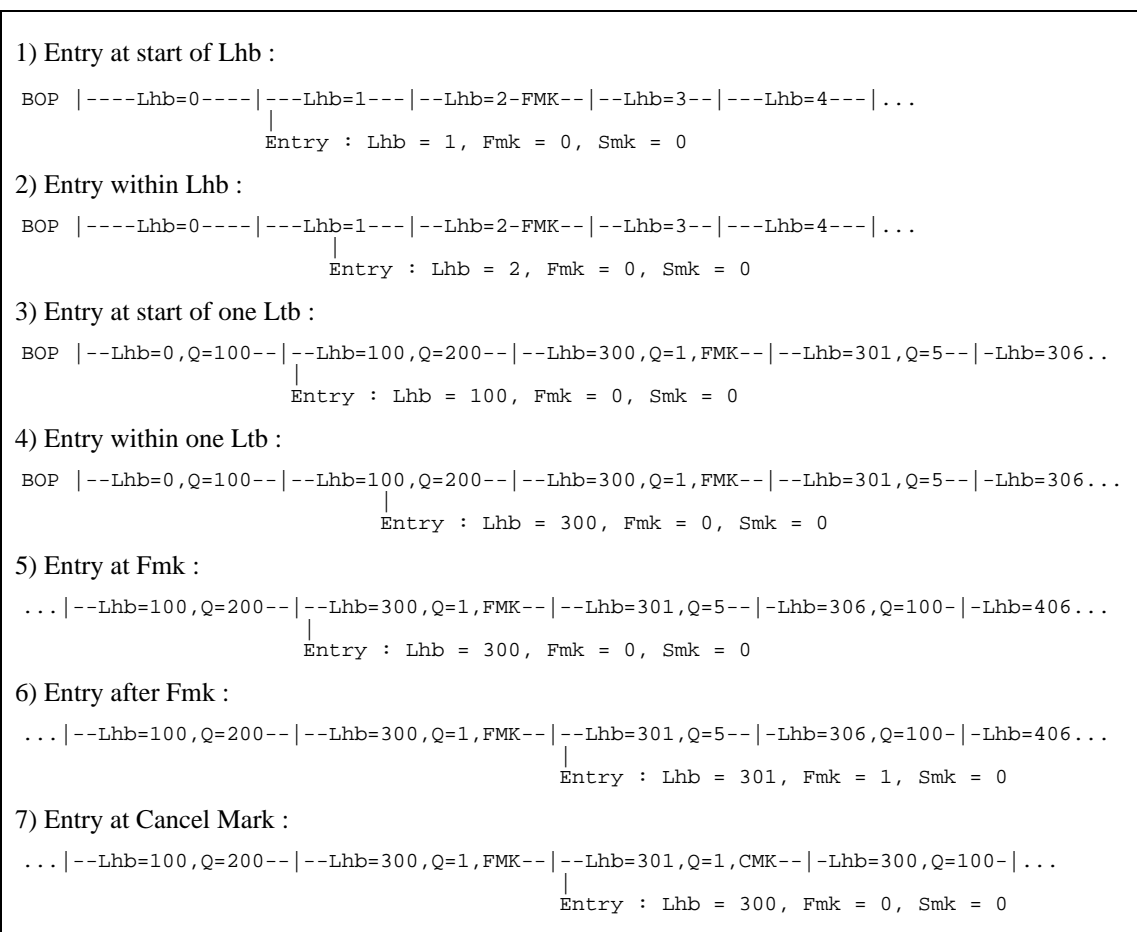 1) Entry at start of Lhb :
BOP |----Lhb=0----|---Lhb=1---|--Lhb=2-FMK--|--Lhb=3--|---Lhb=4---|...
|
Entry : Lhb = 1, Fmk = 0, Smk = 0
2) Entry within Lhb :
BOP |----Lhb=0----|---Lhb=1---|--Lhb=2-FMK--|--Lhb=3--|---Lhb=4---|...
|
Entry : Lhb = 2, Fmk = 0, Smk = 0
3) Entry at start of one Ltb :
BOP |--Lhb=0,Q=100--|--Lhb=100,Q=200--|--Lhb=300,Q=1,FMK--|--Lhb=301,Q=5--|-Lhb=306..
|
Entry : Lhb = 100, Fmk = 0, Smk = 0
4) Entry within one Ltb :
BOP |--Lhb=0,Q=100--|--Lhb=100,Q=200--|--Lhb=300,Q=1,FMK--|--Lhb=301,Q=5--|-Lhb=306...
|
Entry : Lhb = 300, Fmk = 0, Smk = 0
5) Entry at Fmk :
...|--Lhb=100,Q=200--|--Lhb=300,Q=1,FMK--|--Lhb=301,Q=5--|-Lhb=306,Q=100-|-Lhb=406...
|
Entry : Lhb = 300, Fmk = 0, Smk = 0
6) Entry after Fmk :
...|--Lhb=100,Q=200--|--Lhb=300,Q=1,FMK--|--Lhb=301,Q=5--|-Lhb=306,Q=100-|-Lhb=406...
|
Entry : Lhb = 301, Fmk = 1, Smk = 0
7) Entry at Cancel Mark :
...|--Lhb=100,Q=200--|--Lhb=300,Q=1,FMK--|--Lhb=301,Q=1,CMK--|-Lhb=300,Q=100-|...
|
Entry : Lhb = 300, Fmk = 0, Smk = 0